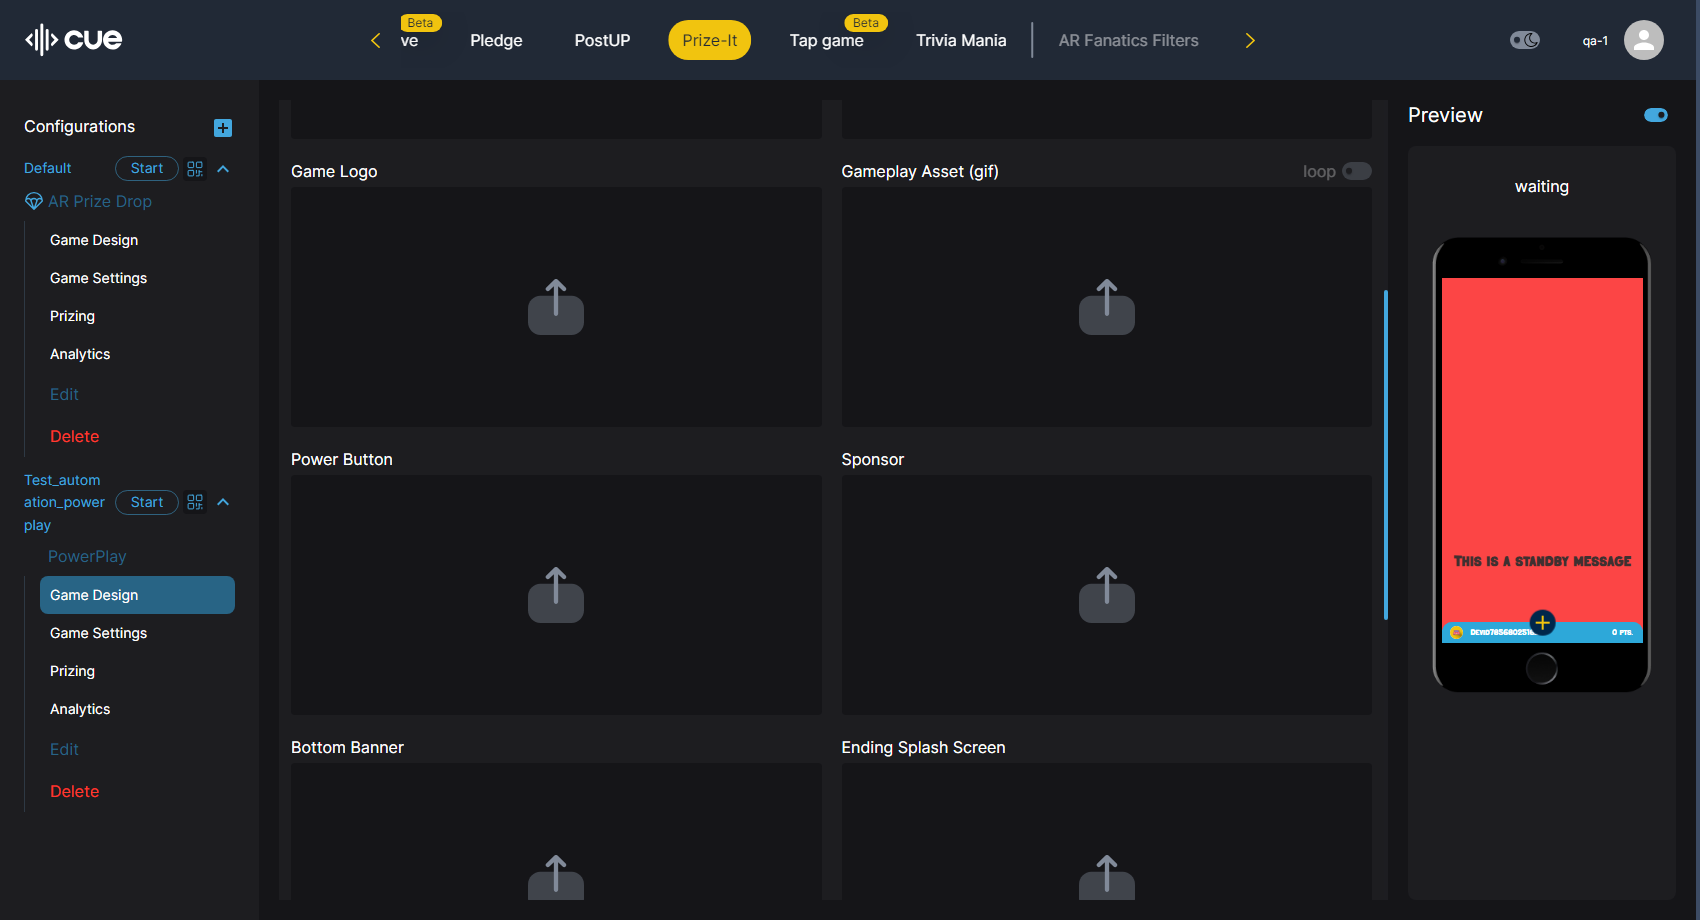 cue
Beta
ve
Pledge
PostUP
Prize-It
Beta
Tap game
Trivia Mania
AR Fanatics Filters
qa-1
Configurations
Default
Start
AR Prize Drop
Game Design
Game Settings
Prizing
Analytics
Edit
Delete
Test_autom
ation_power
play
Start
PowerPlay
Game Design
Game Settings
Prizing
Analytics
Edit
Delete
Game Logo
Gameplay Asset (gif)
loop
Power Button
Sponsor
Bottom Banner
Ending Splash Screen
Preview
waiting
This is a standby message
0 pts.